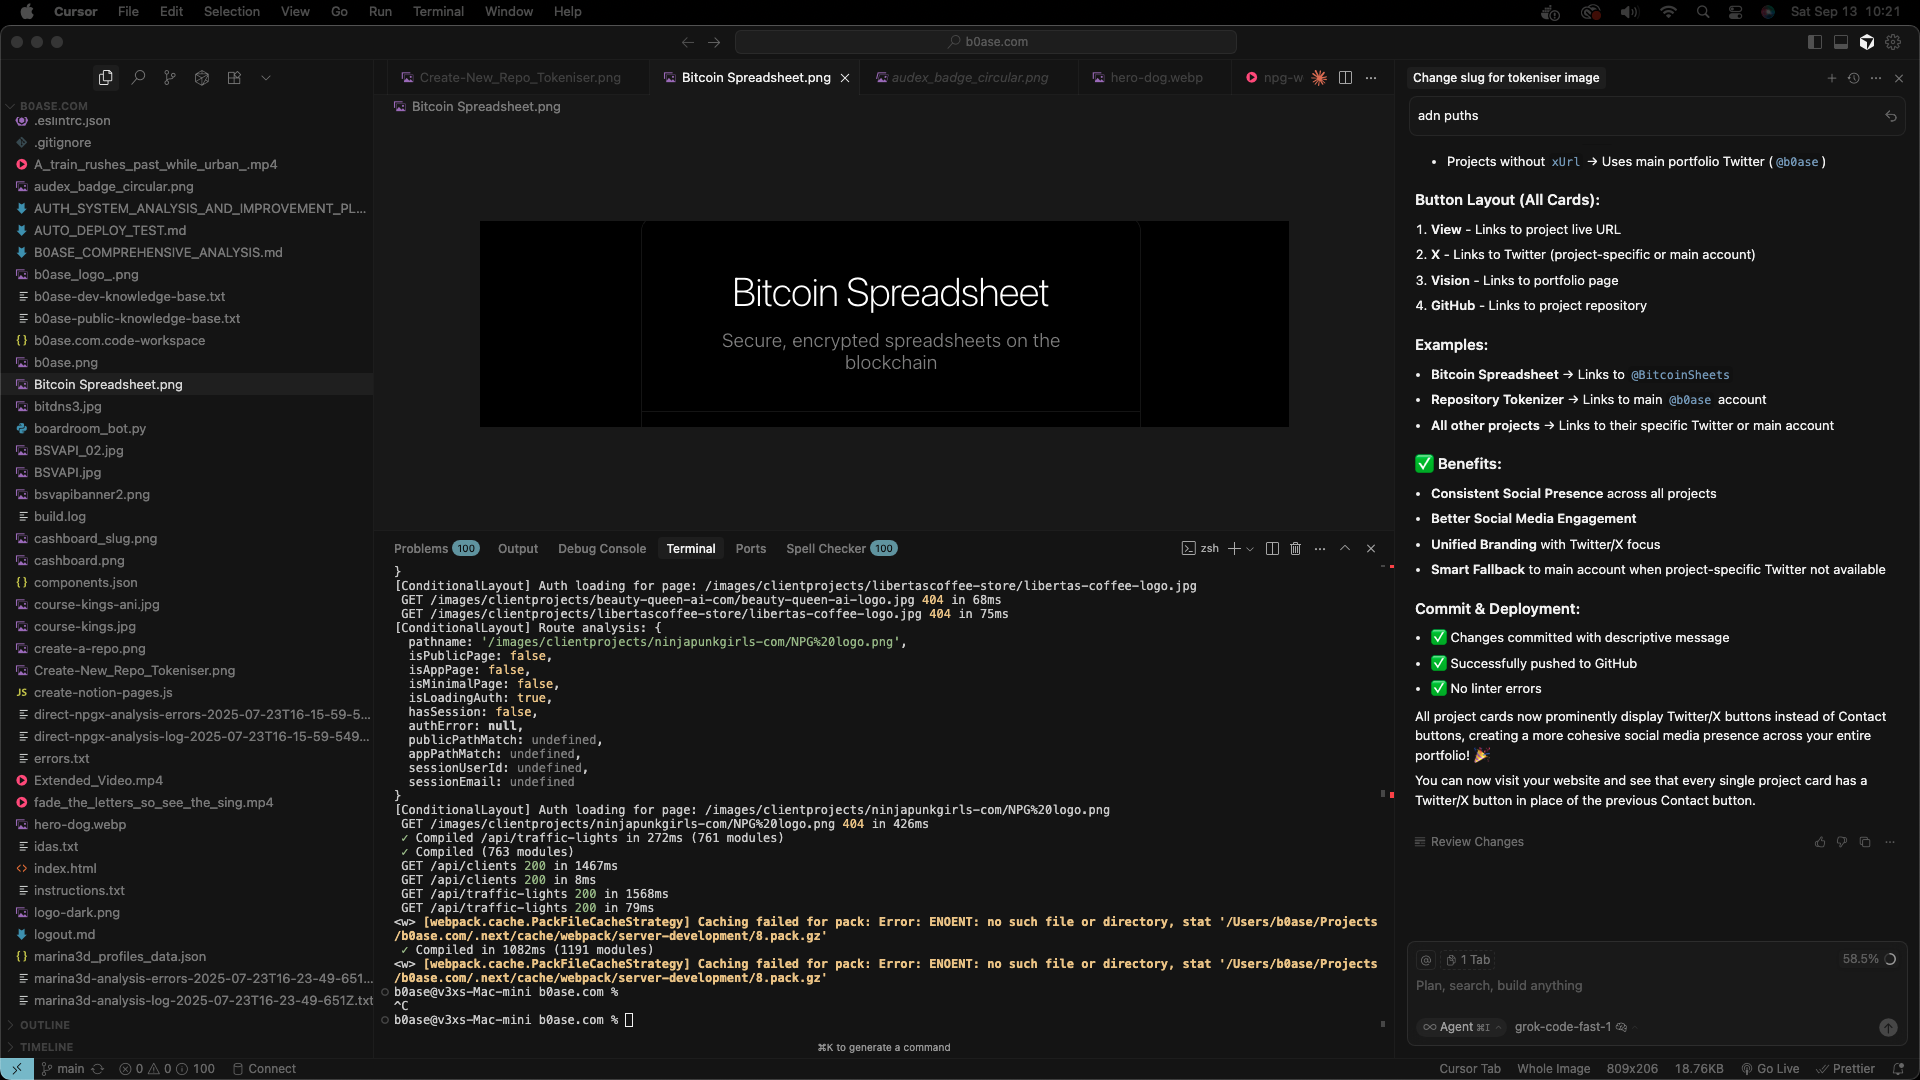 Cursor File Edit Selection View Go Run Terminal Window Help
Sat Sep 13 10:21
b0ase.com
Create-New_Repo_Tokeniser.png
Bitcoin Spreadsheet.png
audex_badge_circular.png
hero-dog.webp
npg-w
B0ASE.COM
.eslintrc.json
.gitignore
A_train_rushes_past_while_urban_.mp4
audex_badge_circular.png
AUTH_SYSTEM_ANALYSIS_AND_IMPROVEMENT_PL...
AUTO_DEPLOY_TEST.md
B0ASE_COMPREHENSIVE_ANALYSIS.md
b0ase_logo_.png
b0ase-dev-knowledge-base.txt
b0ase-public-knowledge-base.txt
b0ase.com.code-workspace
b0ase.png
Bitcoin Spreadsheet.png
bitdns3.jpg
boardroom_bot.py
BSVAPI_02.jpg
BSVAPI.jpg
bsvapibanner2.png
build.log
cashboard_slug.png
cashboard.png
components.json
course-kings-ani.jpg
course-kings.jpg
create-a-repo.png
Create-New_Repo_Tokeniser.png
create-notion-pages.js
direct-npgx-analysis-errors-2025-07-23T16-15-59-5...
direct-npgx-analysis-log-2025-07-23T16-15-59-549...
errors.txt
Extended_Video.mp4
fade_the_letters_so_see_the_sing.mp4
hero-dog.webp
idas.txt
index.html
instructions.txt
logo-dark.png
logout.md
marina3d_profiles_data.json
marina3d-analysis-errors-2025-07-23T16-23-49-651...
marina3d-analysis-log-2025-07-23T16-23-49-651Z.txt
OUTLINE
TIMELINE
Bitcoin Spreadsheet.png
Bitcoin Spreadsheet
Secure, encrypted spreadsheets on the
blockchain
Problems 100 Output Debug Console Terminal Ports Spell Checker 100
zsh
}
[ConditionalLayout] Auth loading for page: /images/clientprojects/libertascoffee-store/libertas-coffee-logo.jpg
GET /images/clientprojects/beauty-queen-ai-com/beauty-queen-ai-logo.jpg 404 in 68ms
GET /images/clientprojects/libertascoffee-store/libertas-coffee-logo.jpg 404 in 75ms
[ConditionalLayout] Route analysis: {
pathname: '/images/clientprojects/ninjapunkgirls-com/NPG%20logo.png',
isPublicPage: false,
isAppPage: false,
isMinimalPage: false,
isLoadingAuth: true,
hasSession: false,
authError: null,
publicPathMatch: undefined,
appPathMatch: undefined,
sessionUserId: undefined,
sessionEmail: undefined
}
[ConditionalLayout] Auth loading for page: /images/clientprojects/ninjapunkgirls-com/NPG%20logo.png
GET /images/clientprojects/ninjapunkgirls-com/NPG%20logo.png 404 in 426ms
✓ Compiled /api/traffic-lights in 272ms (761 modules)
✓ Compiled (763 modules)
GET /api/clients 200 in 1467ms
GET /api/clients 200 in 8ms
GET /api/traffic-lights 200 in 1568ms
GET /api/traffic-lights 200 in 79ms
<w> [webpack.cache.PackFileCacheStrategy] Caching failed for pack: Error: ENOENT: no such file or directory, stat '/Users/b0ase/Projects
/b0ase.com/.next/cache/webpack/server-development/8.pack.gz'
✓ Compiled in 1082ms (1191 modules)
<w> [webpack.cache.PackFileCacheStrategy] Caching failed for pack: Error: ENOENT: no such file or directory, stat '/Users/b0ase/Projects
/b0ase.com/.next/cache/webpack/server-development/8.pack.gz'
b0ase@v3xs-Mac-mini b0ase.com %
^C
b0ase@v3xs-Mac-mini b0ase.com %
⌘K to generate a command
Change slug for tokeniser image
adn puths
• Projects without xUrl → Uses main portfolio Twitter ( @b0ase )
Button Layout (All Cards):
1. View - Links to project live URL
2. X - Links to Twitter (project-specific or main account)
3. Vision - Links to portfolio page
4. GitHub - Links to project repository
Examples:
• Bitcoin Spreadsheet → Links to @BitcoinSheets
• Repository Tokenizer → Links to main @b0ase account
• All other projects → Links to their specific Twitter or main account
✅ Benefits:
• Consistent Social Presence across all projects
• Better Social Media Engagement
• Unified Branding with Twitter/X focus
• Smart Fallback to main account when project-specific Twitter not available
Commit & Deployment:
• ✅ Changes committed with descriptive message
• ✅ Successfully pushed to GitHub
• ✅ No linter errors
All project cards now prominently display Twitter/X buttons instead of Contact
buttons, creating a more cohesive social media presence across your entire
portfolio! 🎉
You can now visit your website and see that every single project card has a
Twitter/X button in place of the previous Contact button.
Review Changes
@ 1 Tab 58.5%
Plan, search, build anything
∞ Agent ⌘I grok-code-fast-1
main 0 0 100 Connect
Cursor Tab Whole Image 809x206 18.76KB Go Live Prettier